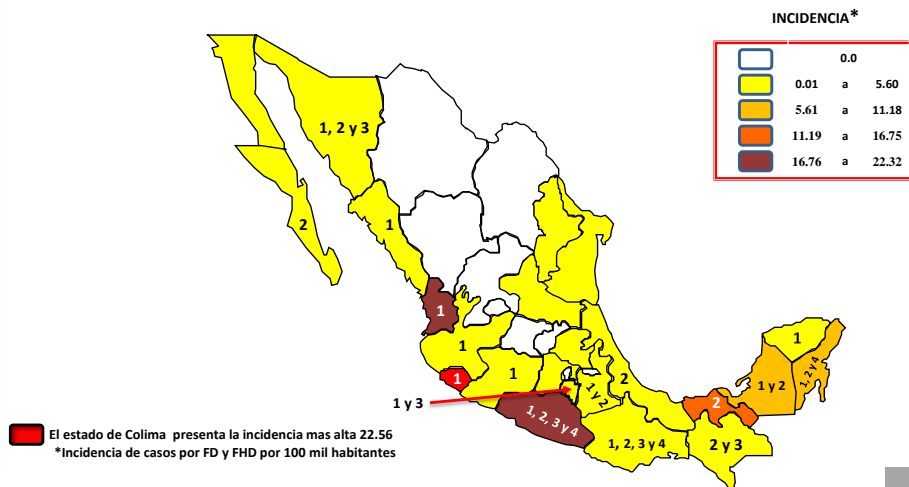 INCIDENCIA*
0.0
0.01 a 5.60
5.61 a 11.18
11.19 a 16.75
16.76 a 22.32
1, 2 y 3
2
1
1
1
1
1
1 y 3
1, 2, 3 y 4
1 y 2
2
1, 2, 3 y 4
2 y 3
2
1 y 2
1
1, 2 y 4
El estado de Colima presenta la incidencia mas alta 22.56
*Incidencia de casos por FD y FHD por 100 mil habitantes